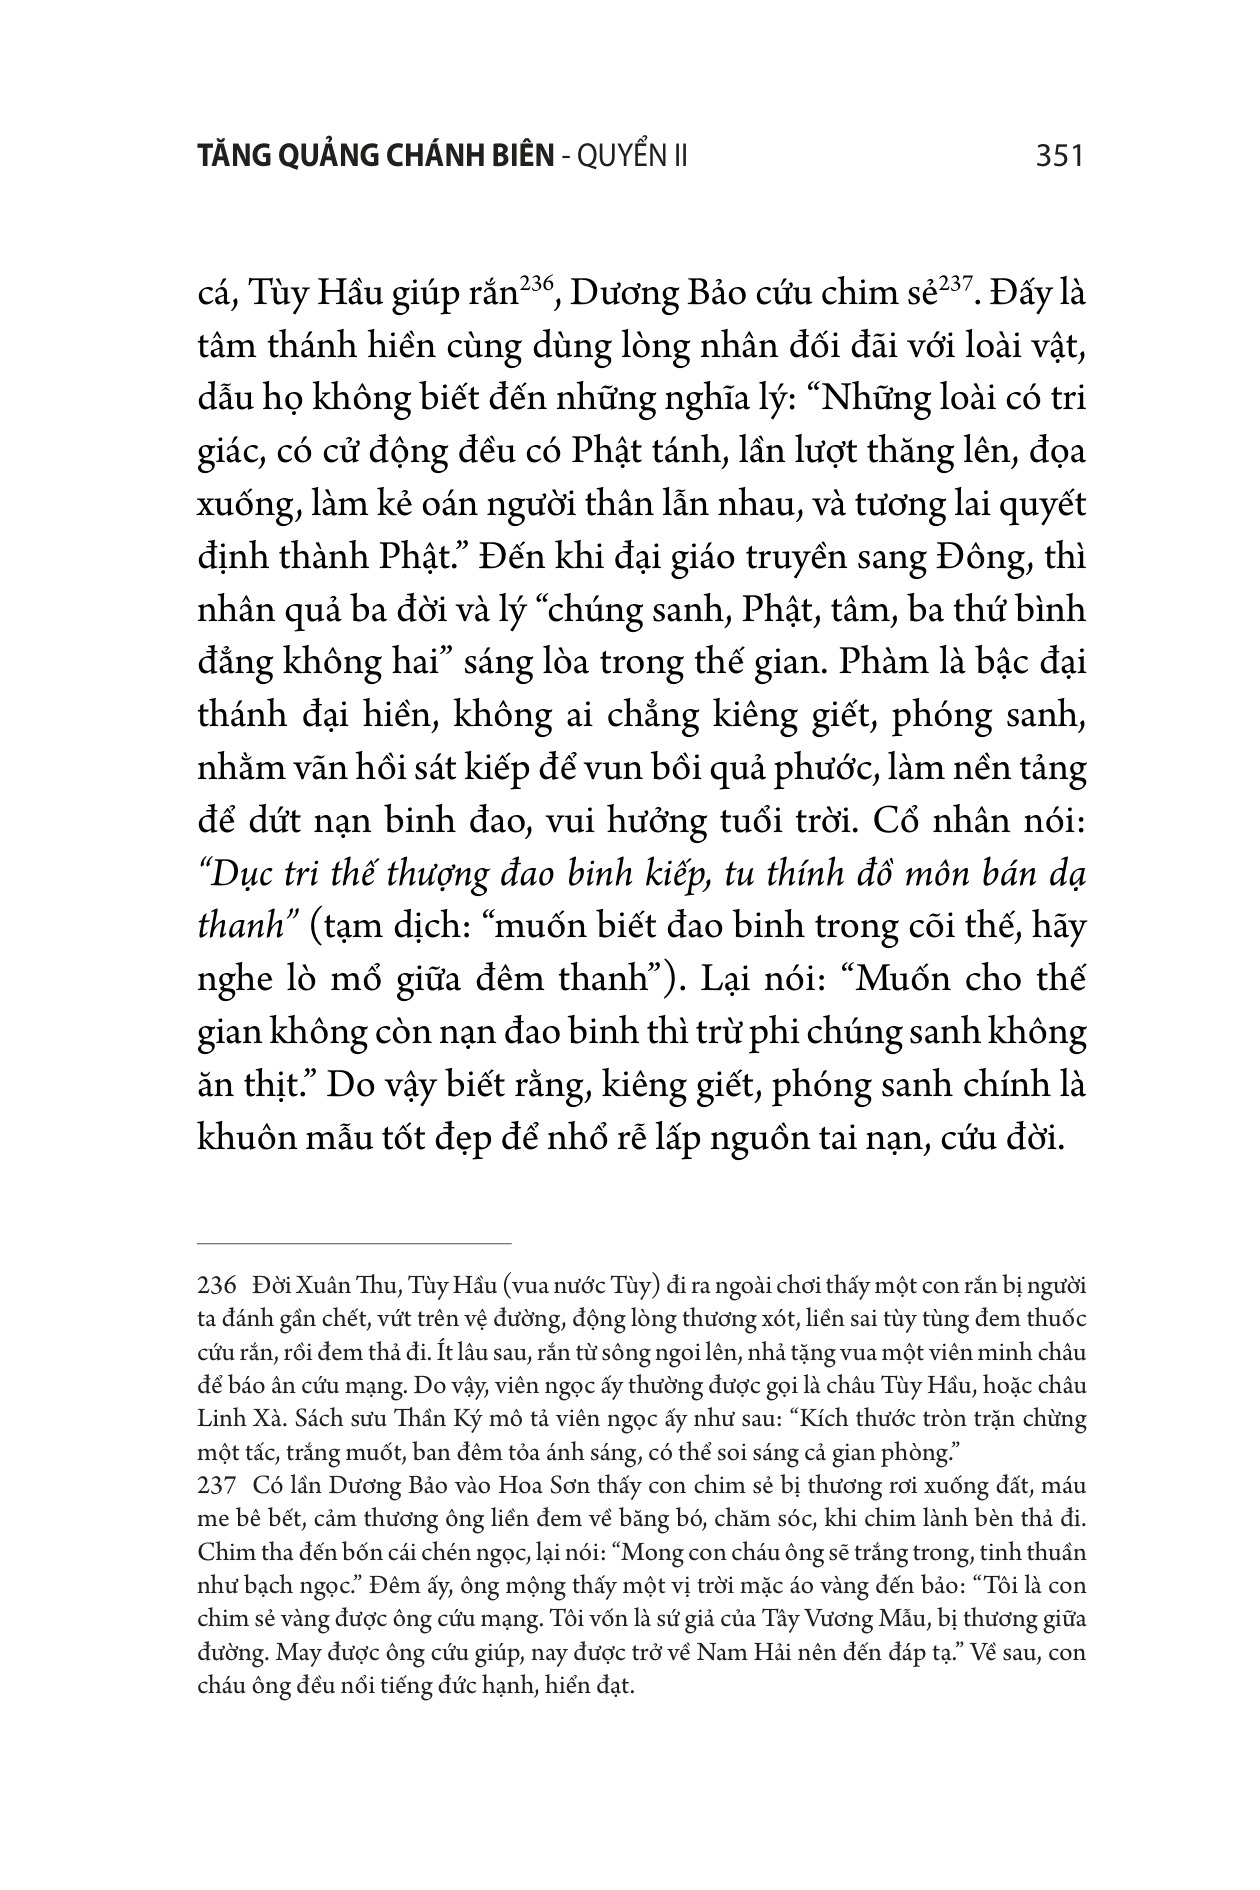 TĂNG QUẢNG CHÁNH BIÊN - QUYỂN II 351
cá, Tùy Hầu giúp rắn236, Dương Bảo cứu chim sẻ237. Đấy là
tâm thánh hiền cùng dùng lòng nhân đối đãi với loài vật,
dẫu họ không biết đến những nghĩa lý: “Những loài có tri
giác, có cử động đều có Phật tánh, lần lượt thăng lên, đọa
xuống, làm kẻ oán người thân lẫn nhau, và tương lai quyết
định thành Phật.” Đến khi đại giáo truyền sang Đông, thì
nhân quả ba đời và lý “chúng sanh, Phật, tâm, ba thứ bình
đẳng không hai” sáng lòa trong thế gian. Phàm là bậc đại
thánh đại hiền, không ai chẳng kiêng giết, phóng sanh,
nhằm vãn hồi sát kiếp để vun bồi quả phước, làm nền tảng
để dứt nạn binh đao, vui hưởng tuổi trời. Cổ nhân nói:
“Dục tri thế thượng đao binh kiếp, tu thính đồ môn bán dạ
thanh” (tạm dịch: “muốn biết đao binh trong cõi thế, hãy
nghe lò mổ giữa đêm thanh”). Lại nói: “Muốn cho thế
gian không còn nạn đao binh thì trừ phi chúng sanh không
ăn thịt.” Do vậy biết rằng, kiêng giết, phóng sanh chính là
khuôn mẫu tốt đẹp để nhổ rễ lấp nguồn tai nạn, cứu đời.
236 Đời Xuân Thu, Tùy Hầu (vua nước Tùy) đi ra ngoài chơi thấy một con rắn bị người
ta đánh gần chết, vứt trên vệ đường, động lòng thương xót, liền sai tùy tùng đem thuốc
cứu rắn, rồi đem thả đi. Ít lâu sau, rắn từ sông ngoi lên, nhả tặng vua một viên minh châu
để báo ân cứu mạng. Do vậy, viên ngọc ấy thường được gọi là châu Tùy Hầu, hoặc châu
Linh Xà. Sách sưu Thần Ký mô tả viên ngọc ấy như sau: “Kích thước tròn trặn chừng
một tấc, trắng muốt, ban đêm tỏa ánh sáng, có thể soi sáng cả gian phòng.”
237 Có lần Dương Bảo vào Hoa Sơn thấy con chim sẻ bị thương rơi xuống đất, máu
me bê bết, cảm thương ông liền đem về băng bó, chăm sóc, khi chim lành bèn thả đi.
Chim tha đến bốn cái chén ngọc, lại nói: “Mong con cháu ông sẽ trắng trong, tinh thuần
như bạch ngọc.” Đêm ấy, ông mộng thấy một vị trời mặc áo vàng đến bảo: “Tôi là con
chim sẻ vàng được ông cứu mạng. Tôi vốn là sứ giả của Tây Vương Mẫu, bị thương giữa
đường. May được ông cứu giúp, nay được trở về Nam Hải nên đến đáp tạ.” Về sau, con
cháu ông đều nổi tiếng đức hạnh, hiển đạt.